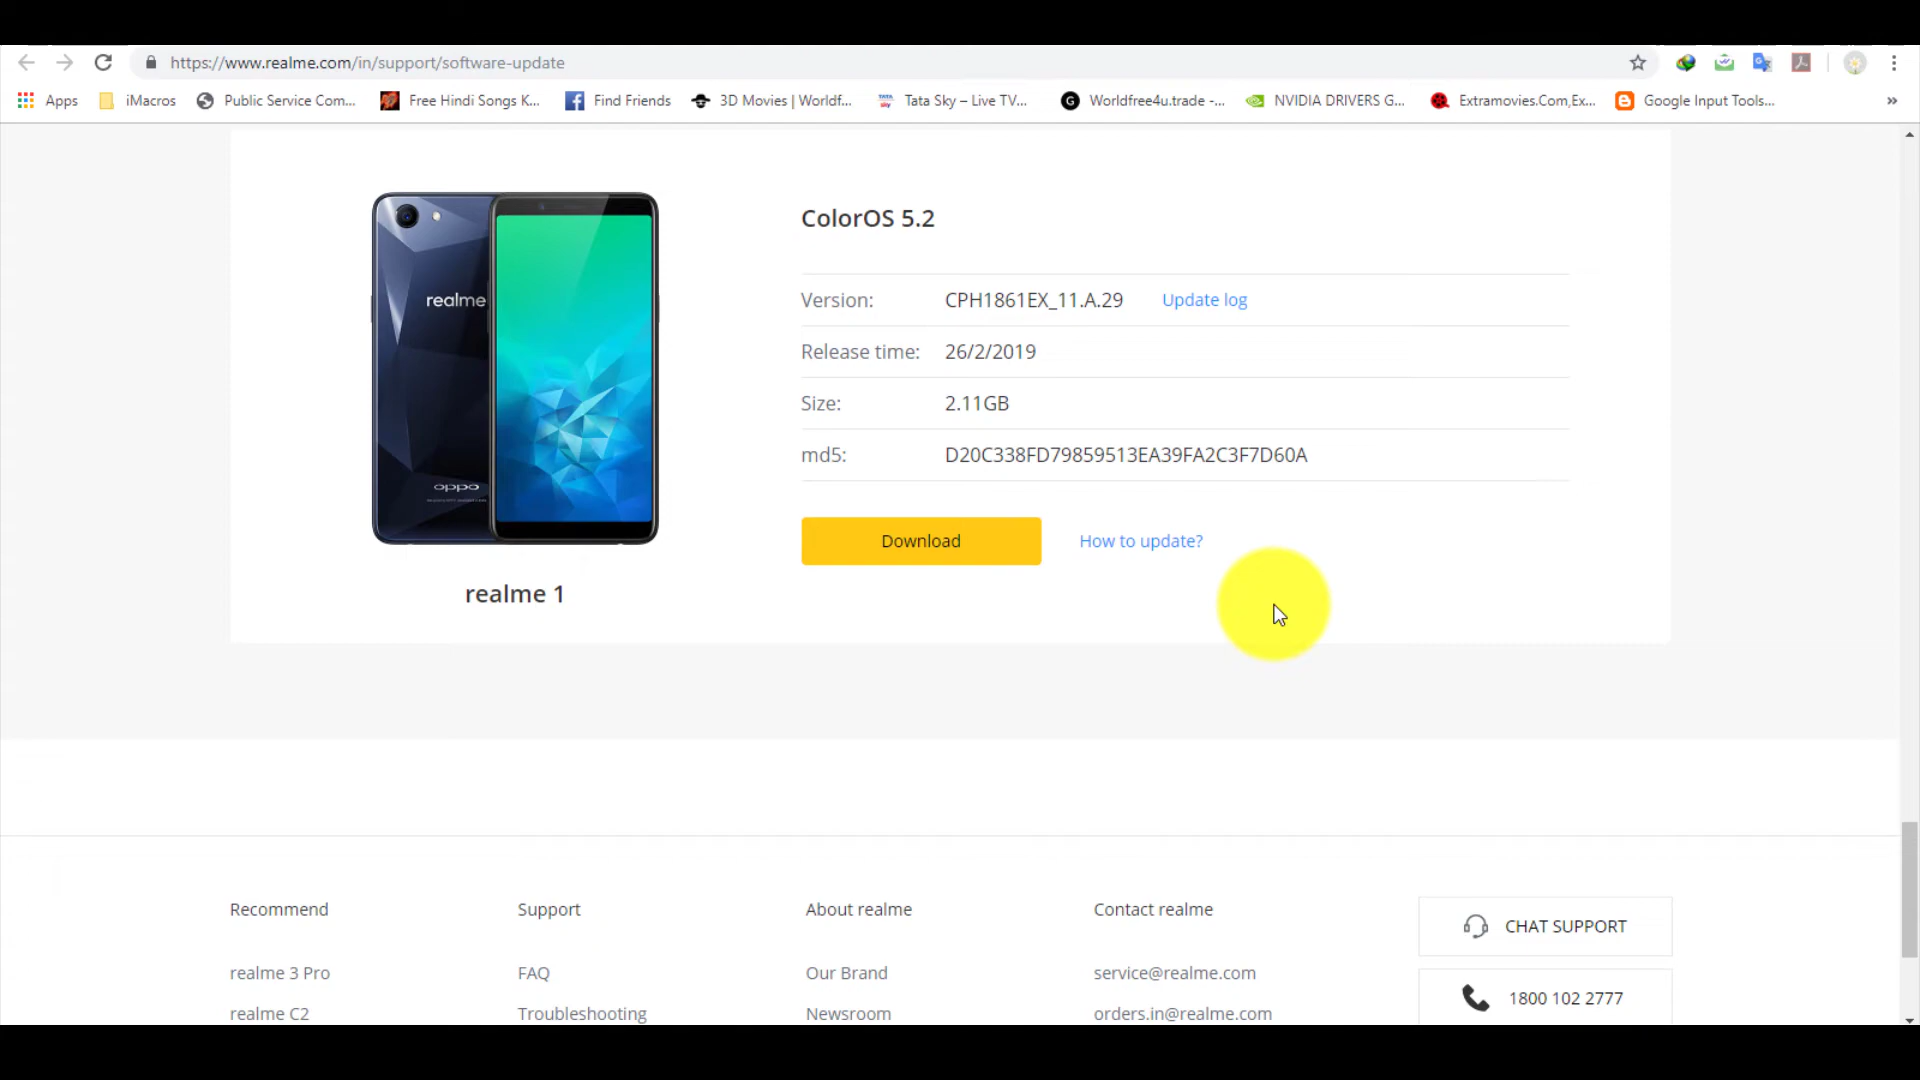 https://www.realme.com/in/support/software-update
Apps iMacros Public Service Com... Free Hindi Songs K... Find Friends 3D Movies | Worldf... Tata Sky – Live TV... Worldfree4u.trade -... NVIDIA DRIVERS G... Extramovies.Com,Ex... Google Input Tools... »
ColorOS 5.2
Version: CPH1861EX_11.A.29 Update log
Release time: 26/2/2019
Size: 2.11GB
md5: D20C338FD79859513EA39FA2C3F7D60A
Download How to update?
realme
oppo
realme 1
Recommend Support About realme Contact realme
CHAT SUPPORT
realme 3 Pro FAQ Our Brand service@realme.com
1800 102 2777
realme C2 Troubleshooting Newsroom orders.in@realme.com